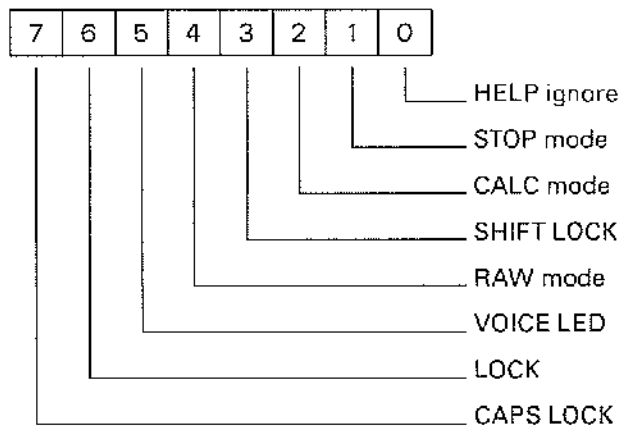 7 6 5 4 3 2 1 0
HELP ignore
STOP mode
CALC mode
SHIFT LOCK
RAW mode
VOICE LED
LOCK
CAPS LOCK